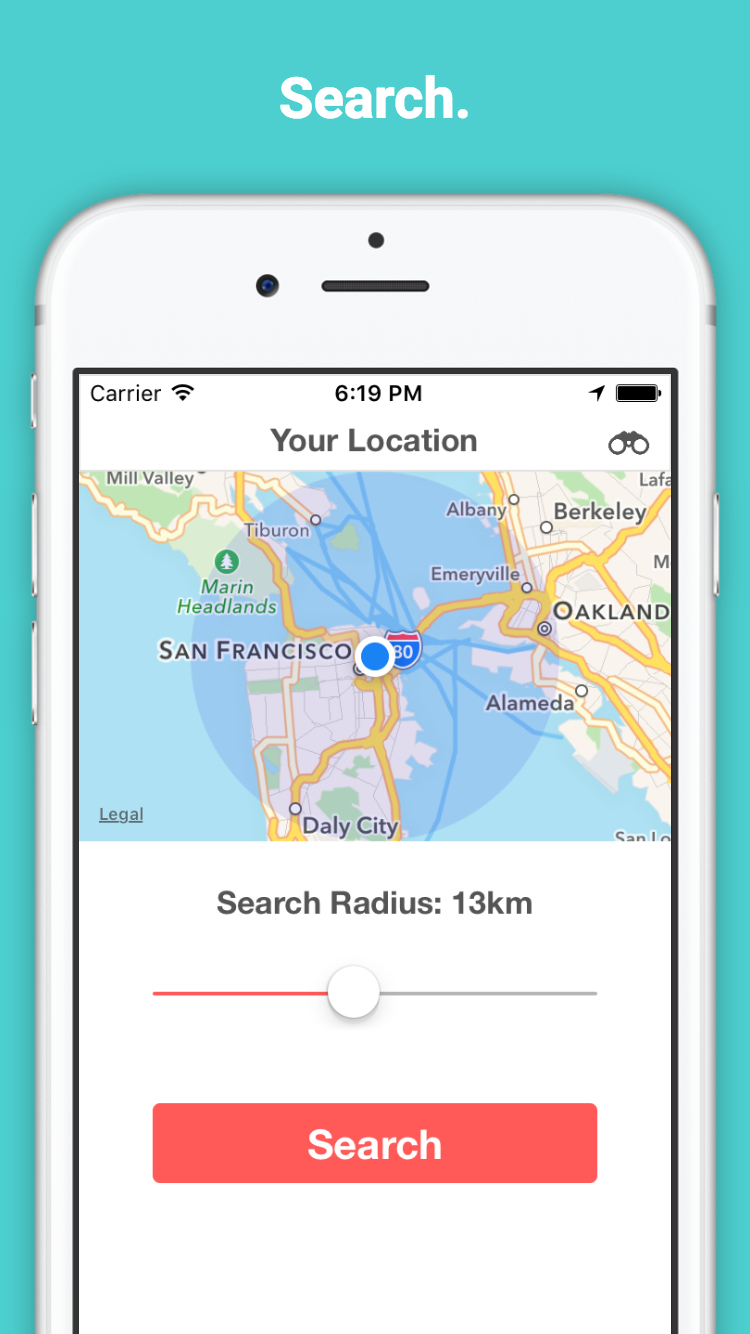 Search.
Carrier 6:19 PM
Your Location
Mill Valley
Lafa
Albany
Berkeley
Tiburon
M
Emeryville
Marin
Headlands
OAKLAND
SAN FRANCISCO
80
Alameda
Legal
Daly City
San Lo
Search Radius: 13km
Search